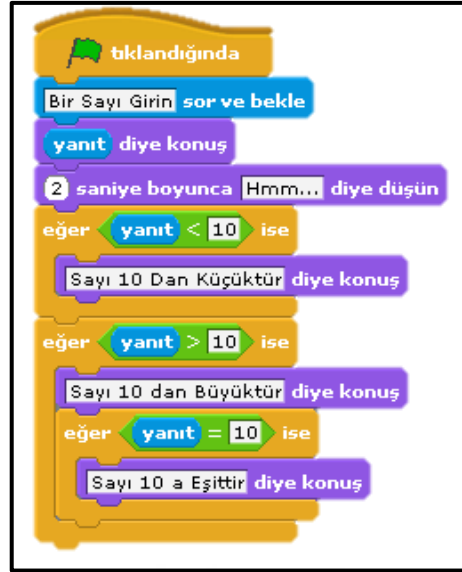 tıklandığında
Bir Sayı Girin sor ve bekle
yanıt diye konuş
2 saniye boyunca Hmm... diye düşün
eğer yanıt < 10 ise
Sayı 10 Dan Küçüktür diye konuş
eğer yanıt > 10 ise
Sayı 10 dan Büyüktür diye konuş
eğer yanıt = 10 ise
Sayı 10 a Eşittir diye konuş